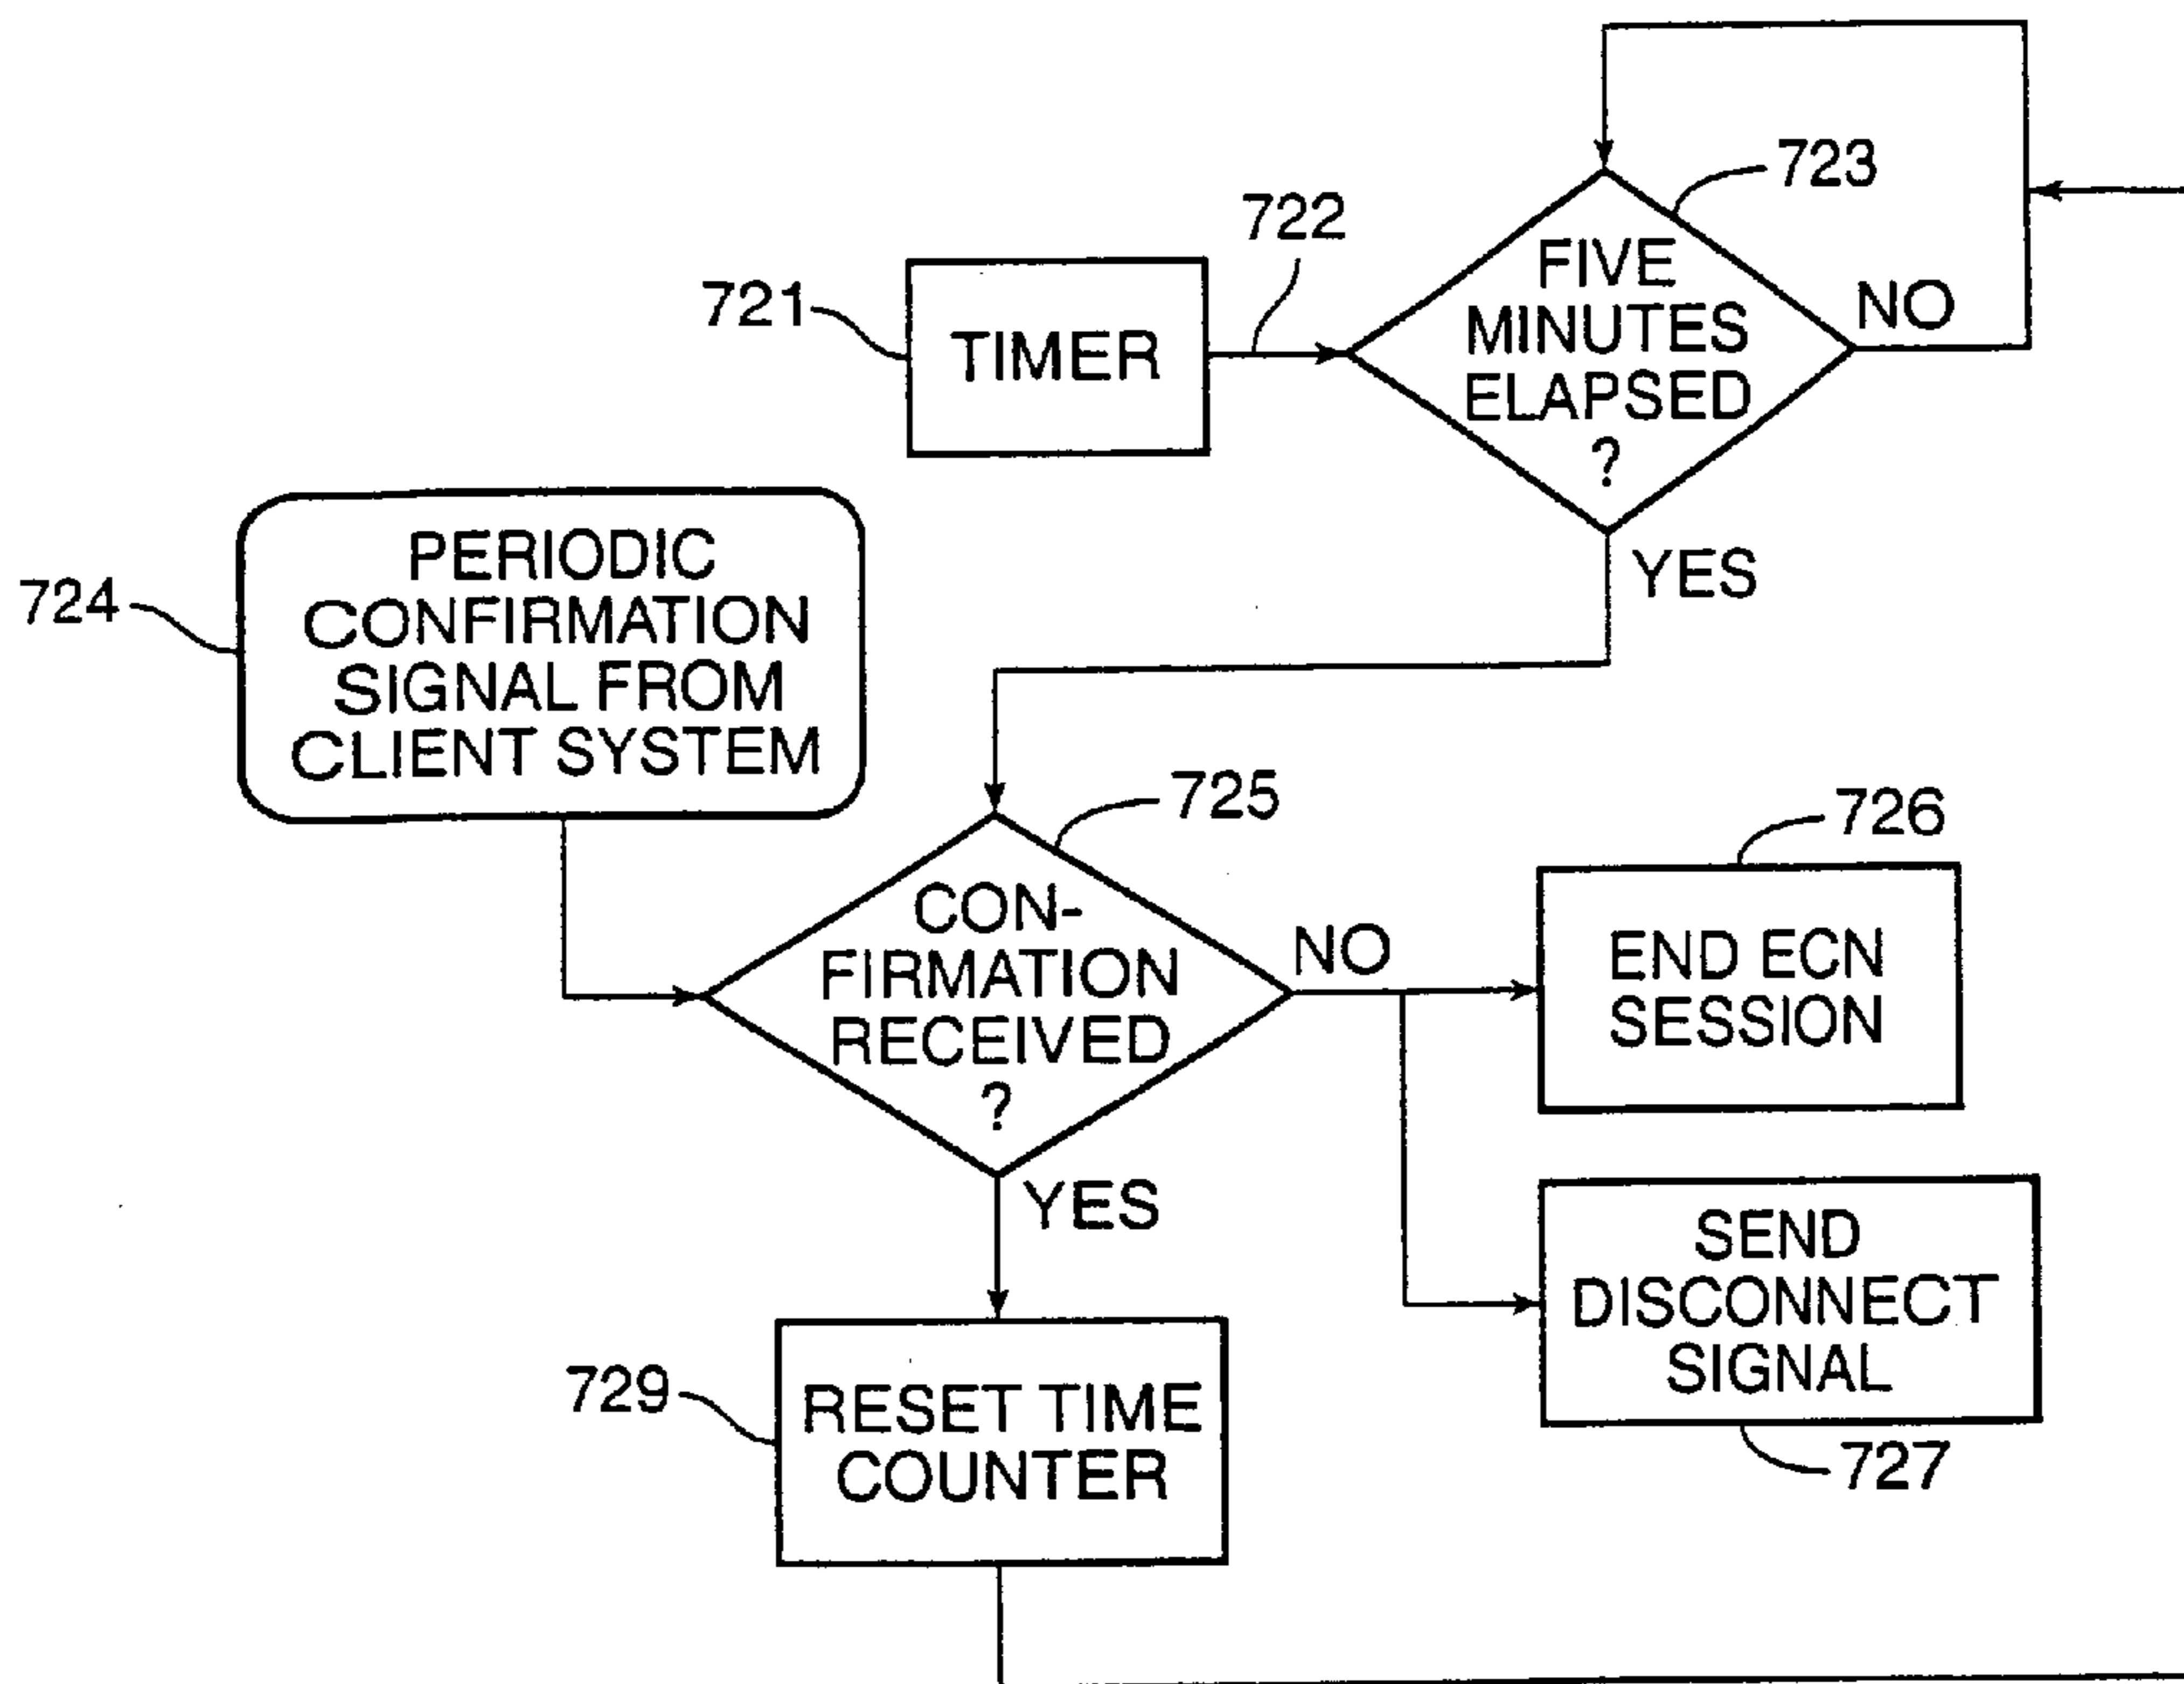 723
722
FIVE
MINUTES
ELAPSED
?
NO
721
TIMER
YES
724
PERIODIC
CONFIRMATION
SIGNAL FROM
CLIENT SYSTEM
725
CON-
FIRMATION
RECEIVED
?
NO
YES
726
END ECN
SESSION
SEND
DISCONNECT
SIGNAL
727
729
RESET TIME
COUNTER